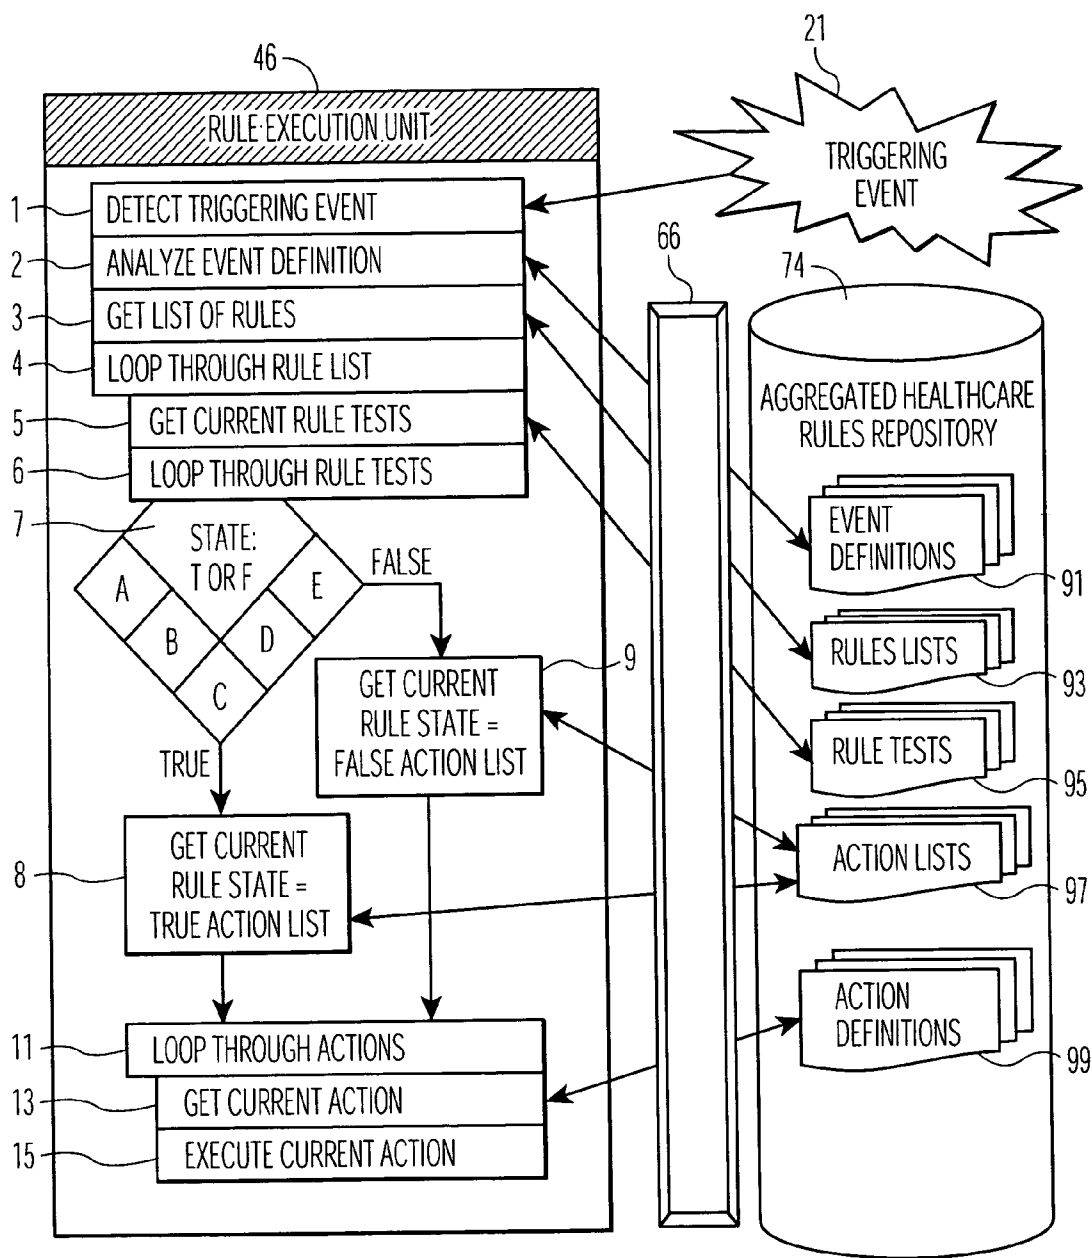 46
RULE EXECUTION UNIT
1
DETECT TRIGGERING EVENT
2
ANALYZE EVENT DEFINITION
3
GET LIST OF RULES
4
LOOP THROUGH RULE LIST
5
GET CURRENT RULE TESTS
6
LOOP THROUGH RULE TESTS
7
STATE:
T OR F
A
B
C
D
E
FALSE
TRUE
9
GET CURRENT
RULE STATE =
FALSE ACTION LIST
8
GET CURRENT
RULE STATE =
TRUE ACTION LIST
11
LOOP THROUGH ACTIONS
13
GET CURRENT ACTION
15
EXECUTE CURRENT ACTION
21
TRIGGERING
EVENT
66
74
AGGREGATED HEALTHCARE
RULES REPOSITORY
EVENT
DEFINITIONS
91
RULES LISTS
93
RULE TESTS
95
ACTION LISTS
97
ACTION
DEFINITIONS
99